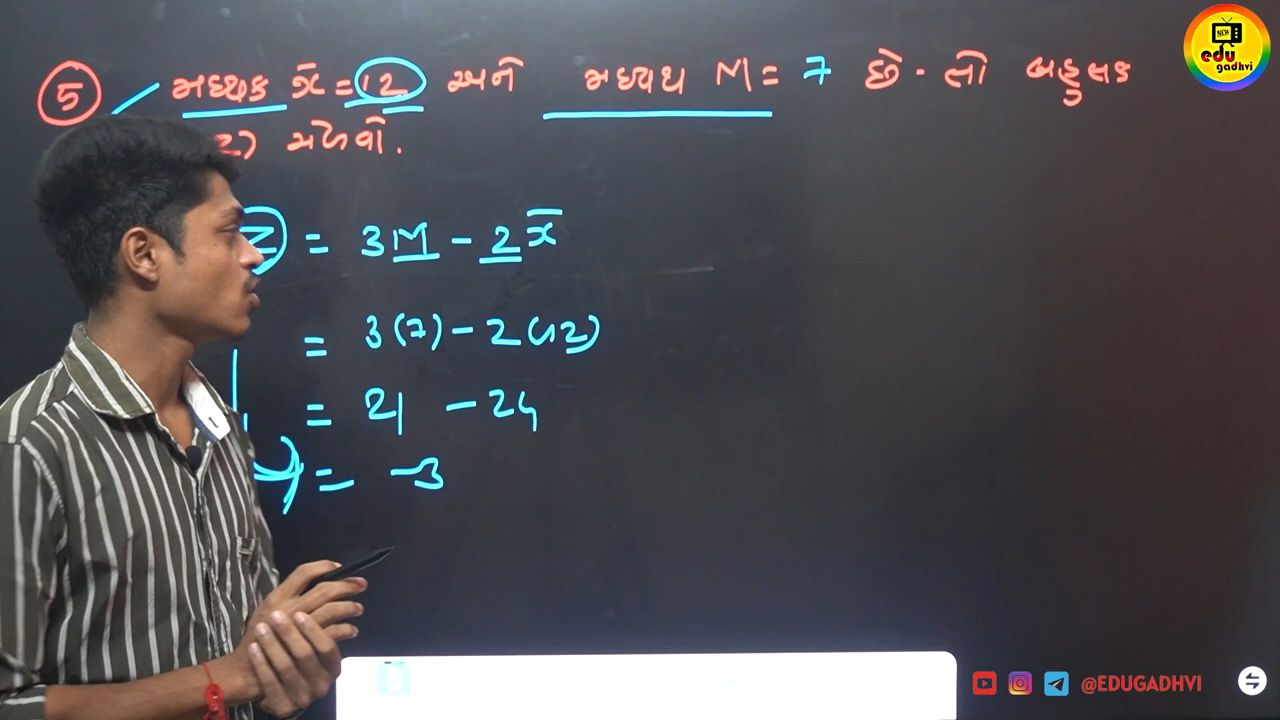 ⑤ મધ્યક x̄ = 12 અને મધ્યસ્થ M = 7 છે. તો બહુલક
મેળવો.
Z = 3M - 2x̄
= 3(7) - 2(12)
= 21 - 24
= -3
NEW
edu
gadhvi
@EDUGADHVI